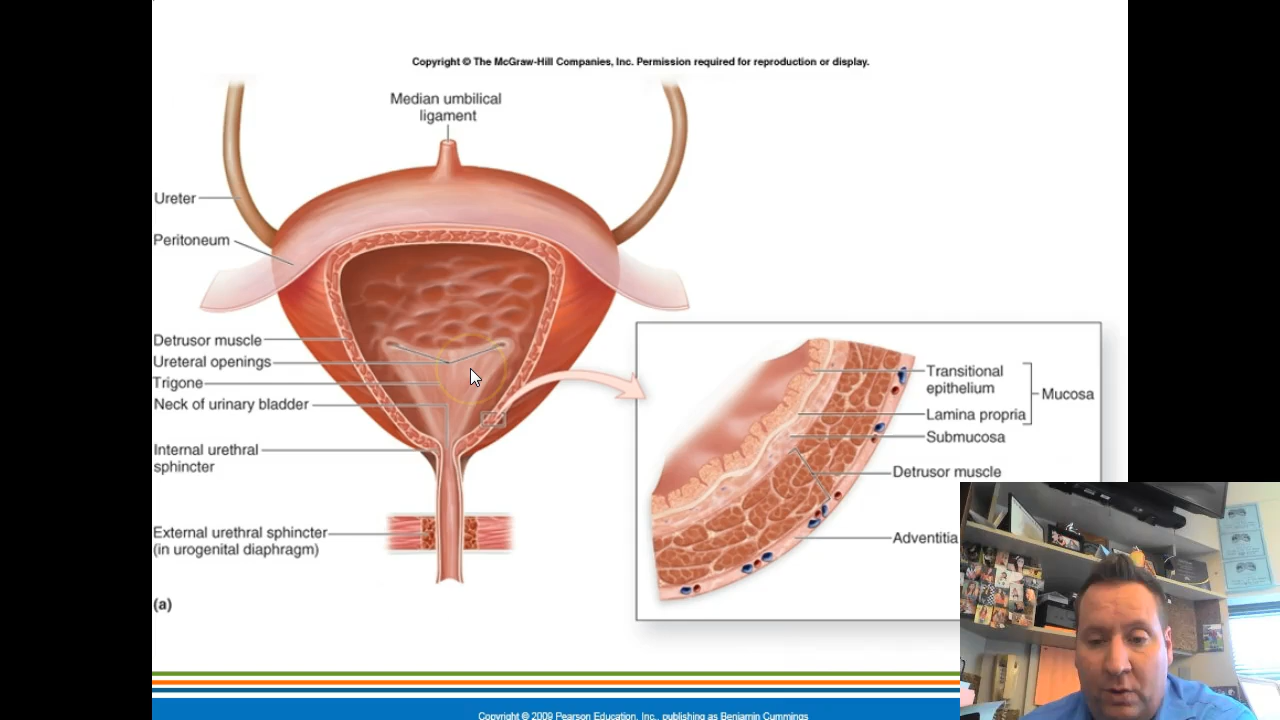 Copyright © The McGraw-Hill Companies, Inc. Permission required for reproduction or display.
Median umbilical
ligament
Ureter
Peritoneum
Detrusor muscle
Ureteral openings
Trigone
Neck of urinary bladder
Internal urethral
sphincter
External urethral sphincter
(in urogenital diaphragm)
(a)
Transitional
epithelium
Mucosa
Lamina propria
Submucosa
Detrusor muscle
Adventitia
Copyright © 2009 Pearson Education, Inc., publishing as Benjamin Cummings